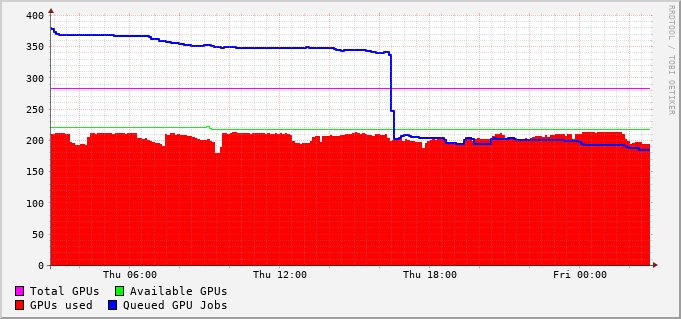 400
350
300
250
200
150
100
50
0
Thu 06:00 Thu 12:00 Thu 18:00 Fri 00:00
Total GPUs Available GPUs
GPUs used Queued GPU Jobs
RRDTOOL / TOBI OETIKER